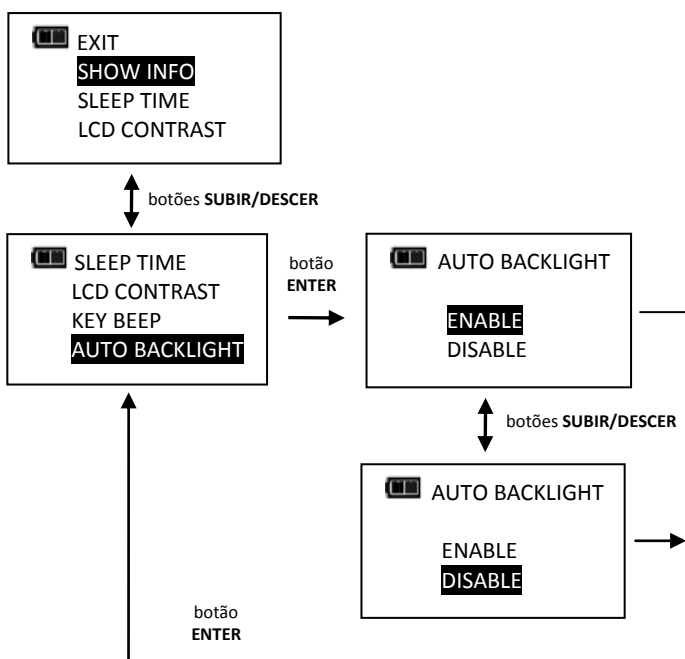 EXIT
SHOW INFO
SLEEP TIME
LCD CONTRAST
botões SUBIR/DESCER
SLEEP TIME
LCD CONTRAST
KEY BEEP
AUTO BACKLIGHT
botão
ENTER
AUTO BACKLIGHT
ENABLE
DISABLE
botões SUBIR/DESCER
AUTO BACKLIGHT
ENABLE
DISABLE
botão
ENTER